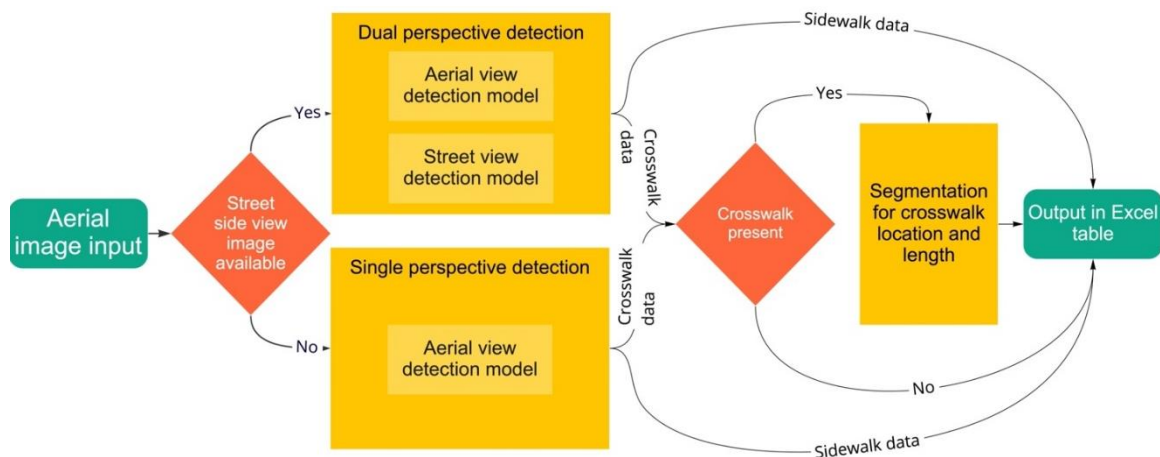 Aerial
image input
Street
side view
image
available
Yes
No
Dual perspective detection
Aerial view
detection model
Street view
detection model
Single perspective detection
Aerial view
detection model
Sidewalk data
Crosswalk
data
Crosswalk
data
Crosswalk
present
Yes
No
Segmentation
for crosswalk
location and
length
Sidewalk data
Output in Excel
table